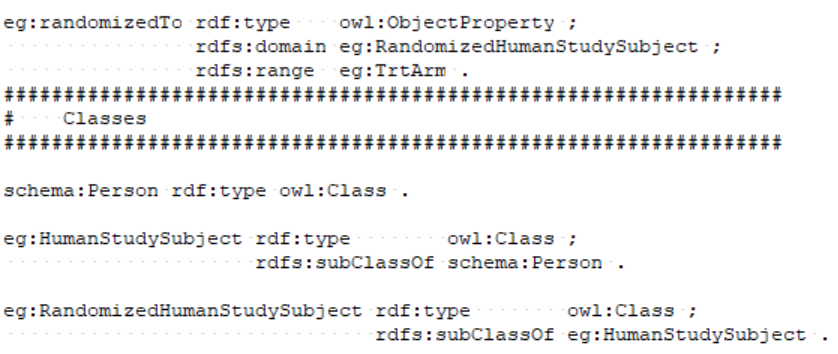 eg:randomizedTo rdf:type    owl:ObjectProperty ;
                rdfs:domain eg:RandomizedHumanStudySubject ;
                rdfs:range  eg:TrtArm .
#################################################################
#    Classes
#################################################################
schema:Person rdf:type owl:Class .
eg:HumanStudySubject rdf:type        owl:Class ;
                     rdfs:subClassOf schema:Person .
eg:RandomizedHumanStudySubject rdf:type        owl:Class ;
                               rdfs:subClassOf eg:HumanStudySubject .